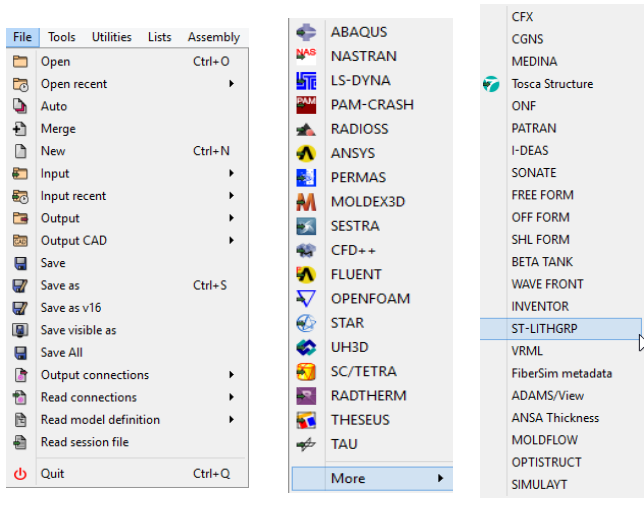 File Tools Utilities Lists Assembly
Open Ctrl+O
Open recent
Auto
Merge
New Ctrl+N
Input
Input recent
Output
Output CAD
Save
Save as Ctrl+S
Save as v16
Save visible as
Save All
Output connections
Read connections
Read model definition
Read session file
Quit Ctrl+Q
ABAQUS
NAS NASTRAN
LS-DYNA
PAM PAM-CRASH
RADIOSS
ANSYS
PERMAS
MOLDEX3D
SESTRA
CFD++
FLUENT
OPENFOAM
STAR
UH3D
SC/TETRA
RADTHERM
THESEUS
TAU
More
CFX
CGNS
MEDINA
Tosca Structure
ONF
PATRAN
I-DEAS
SONATE
FREE FORM
OFF FORM
SHL FORM
BETA TANK
WAVE FRONT
INVENTOR
ST-LITHGRP
VRML
FiberSim metadata
ADAMS/View
ANSA Thickness
MOLDFLOW
OPTISTRUCT
SIMULAYT